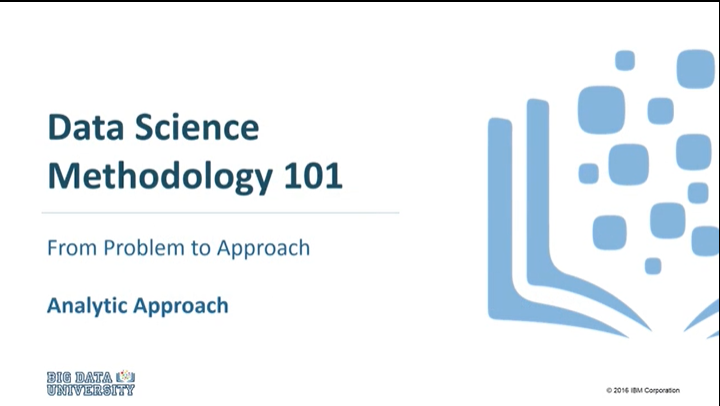 Data Science
Methodology 101
From Problem to Approach
Analytic Approach
BIG DATA
UNIVERSITY
© 2016 IBM Corporation